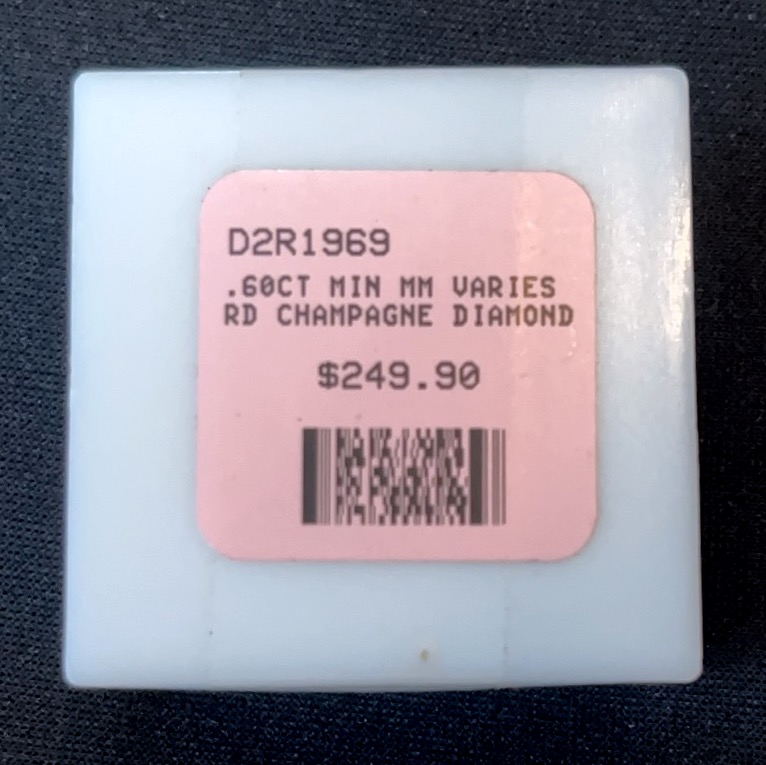 D2R1969
.60CT MIN MM VARIES
RD CHAMPAGNE DIAMOND
$249.90